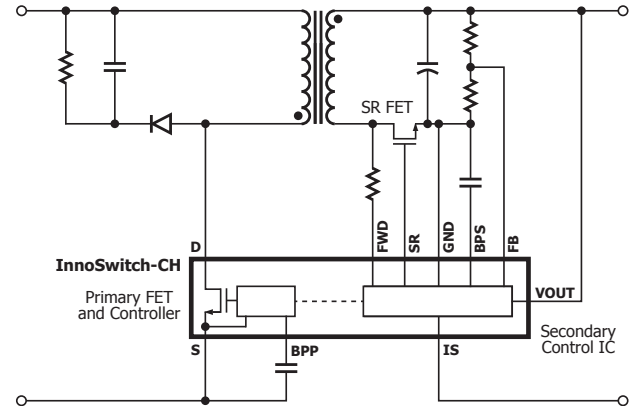 SR FET
FWD
SR
GND
BPS
FB
D
InnoSwitch-CH
Primary FET
and Controller
VOUT
Secondary
Control IC
S
BPP
IS